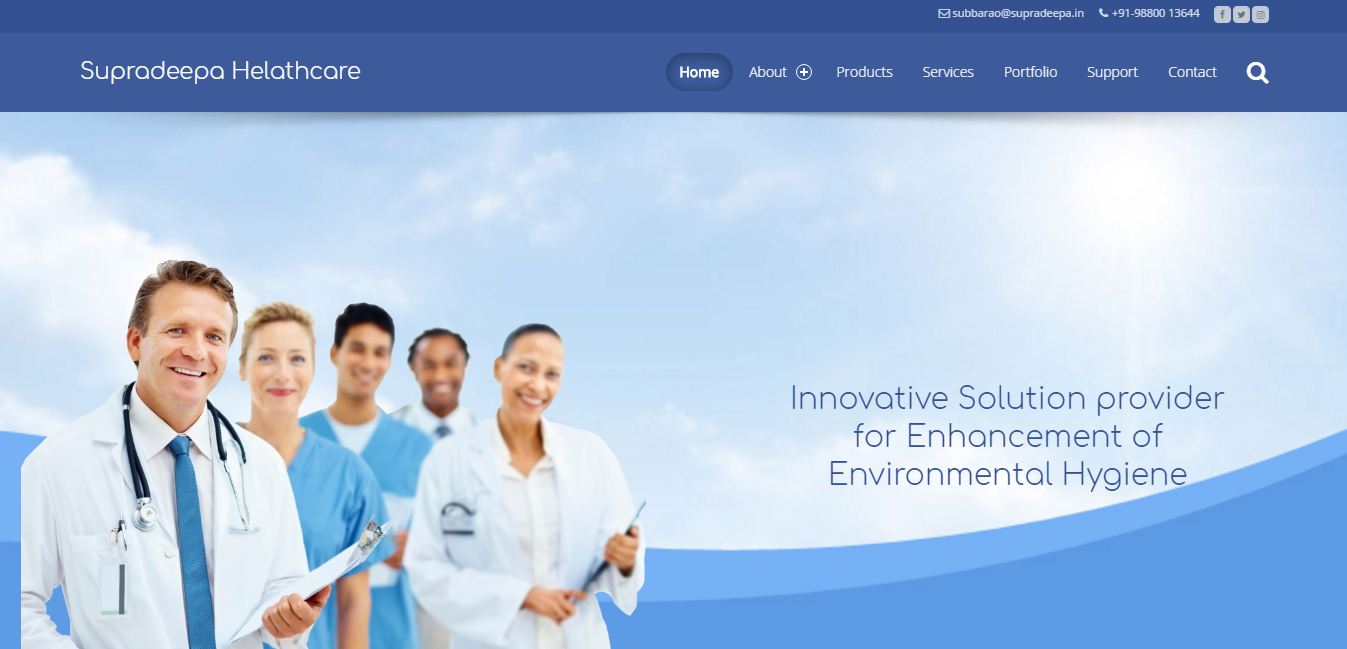 subbarao@supradeepa.in +91-98800 13644
Supradeepa Helathcare
Home About Products Services Portfolio Support Contact
Innovative Solution provider
for Enhancement of
Environmental Hygiene